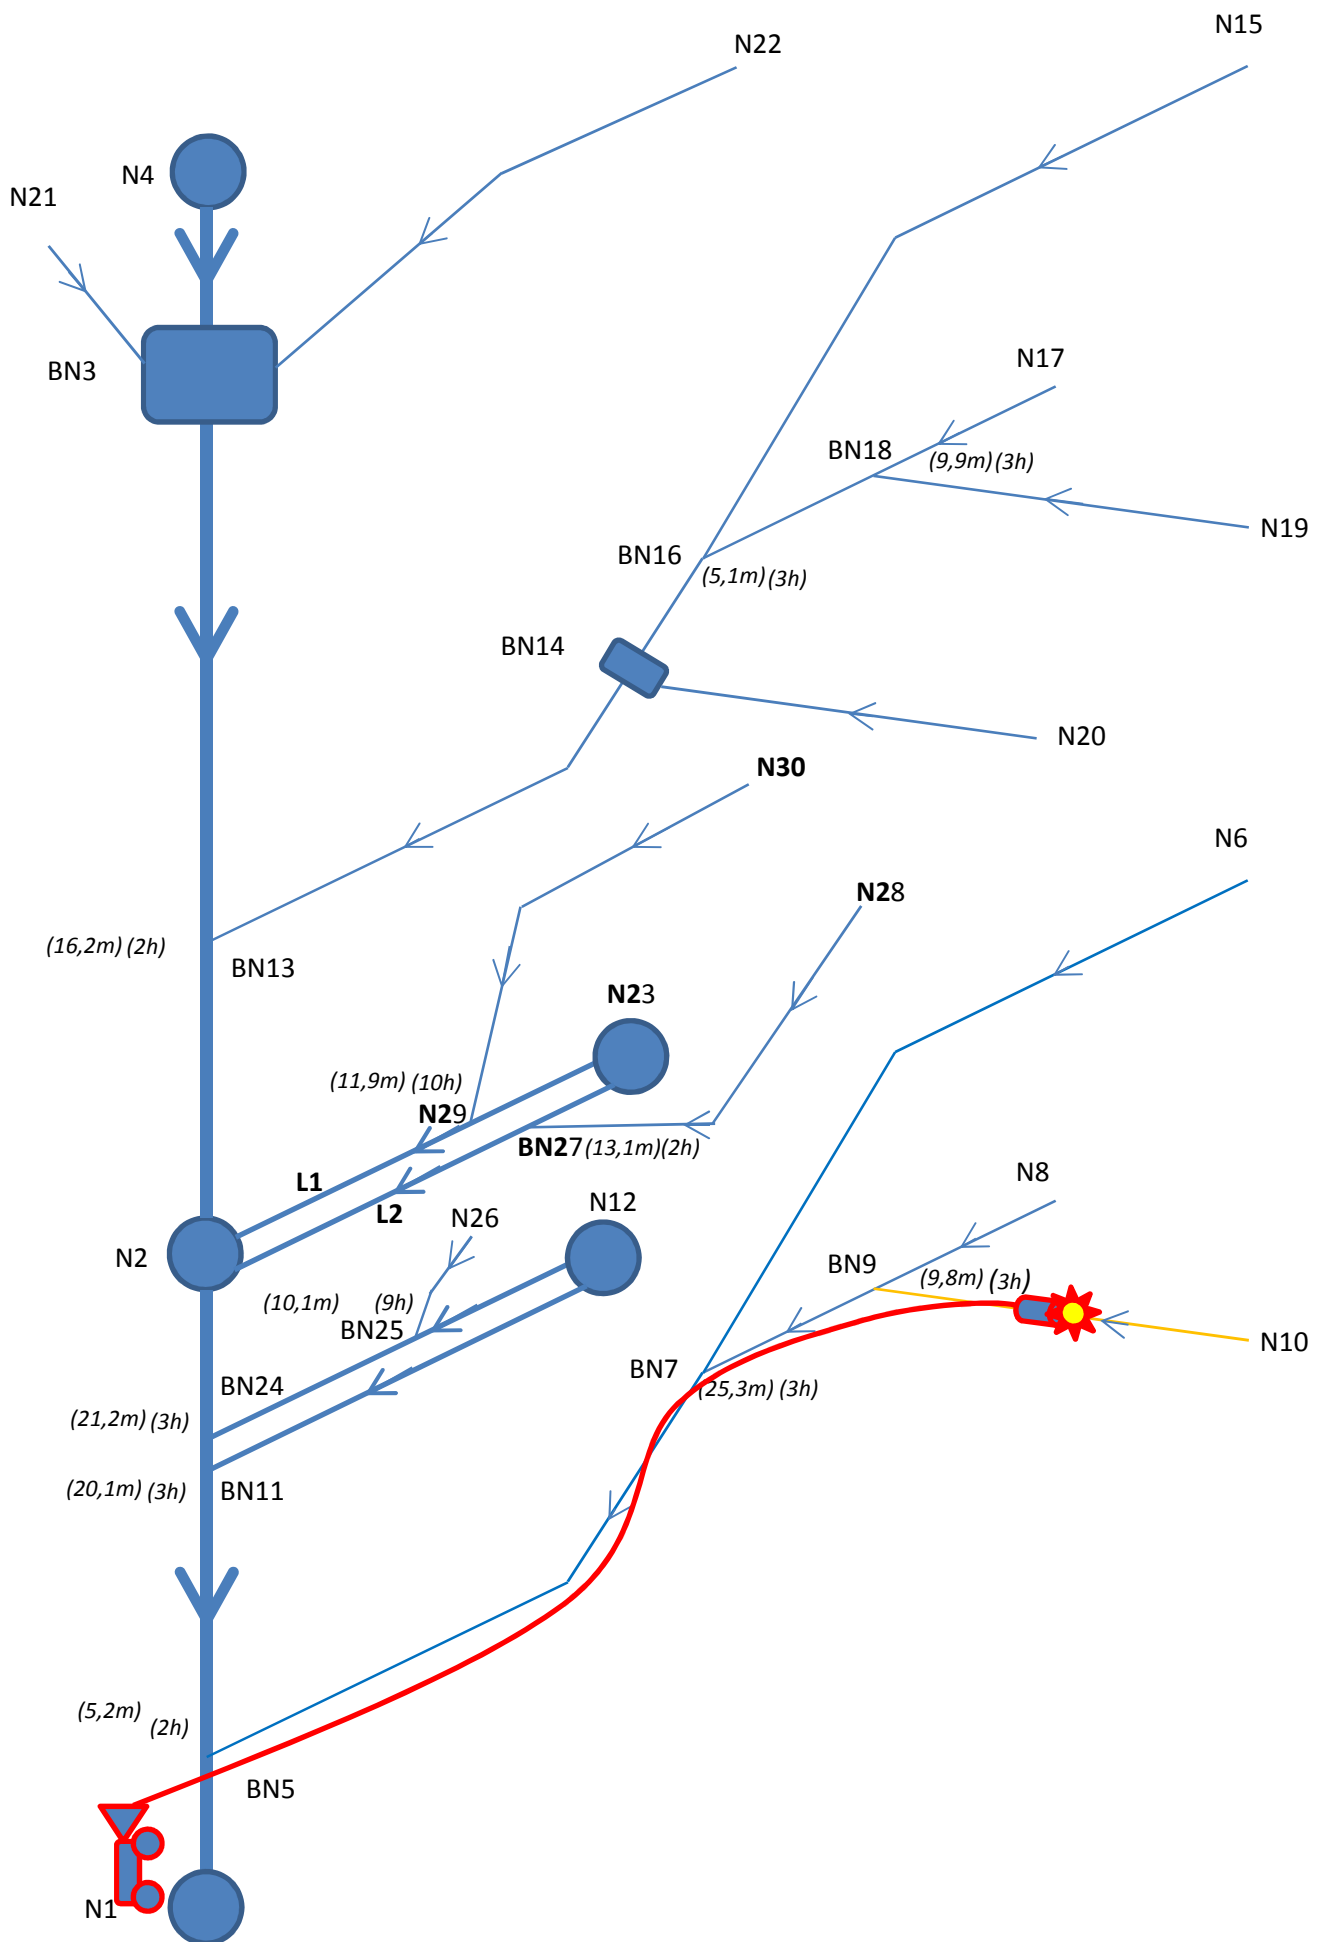 N15
N22
N4
N21
BN3
N17
BN18
(9,9m) (3h)
N19
BN16
(5,1m) (3h)
BN14
N20
N30
N6
N28
(16,2m) (2h)
BN13
N23
(11,9m) (10h)
N29
BN27(13,1m)(2h)
L1
N8
L2
N12
N26
N2
BN9
(9,8m) (3h)
(10,1m) (9h)
BN25
N10
BN7
(25,3m) (3h)
BN24
(21,2m) (3h)
(20,1m) (3h)
BN11
(5,2m)
(2h)
BN5
N1